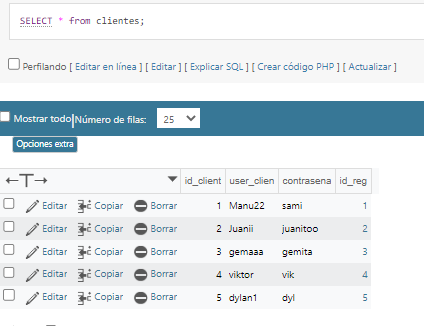 SELECT * from clientes;
Perfilando [ Editar en línea ] [ Editar ] [ Explicar SQL ] [ Crear código PHP ] [ Actualizar ]
Mostrar todo | Número de filas: 25
Opciones extra
←T→ id_client user_clien contrasena id_reg
Editar Copiar Borrar 1 Manu22 sami 1
Editar Copiar Borrar 2 Juanii juanitoo 2
Editar Copiar Borrar 3 gemaaa gemita 3
Editar Copiar Borrar 4 viktor vik 4
Editar Copiar Borrar 5 dylan1 dyl 5